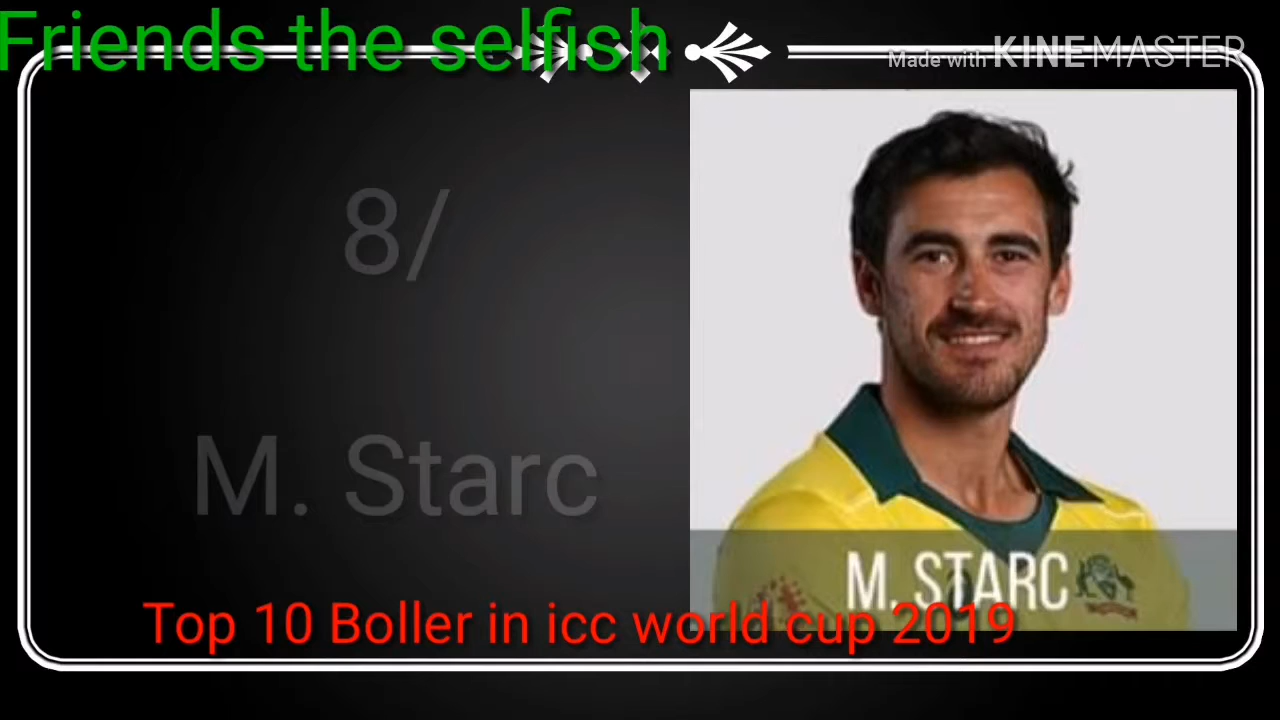 Friends the selfish
Made with KINEMASTER
8/
M. Starc
M. STARC
Top 10 Boller in icc world cup 2019